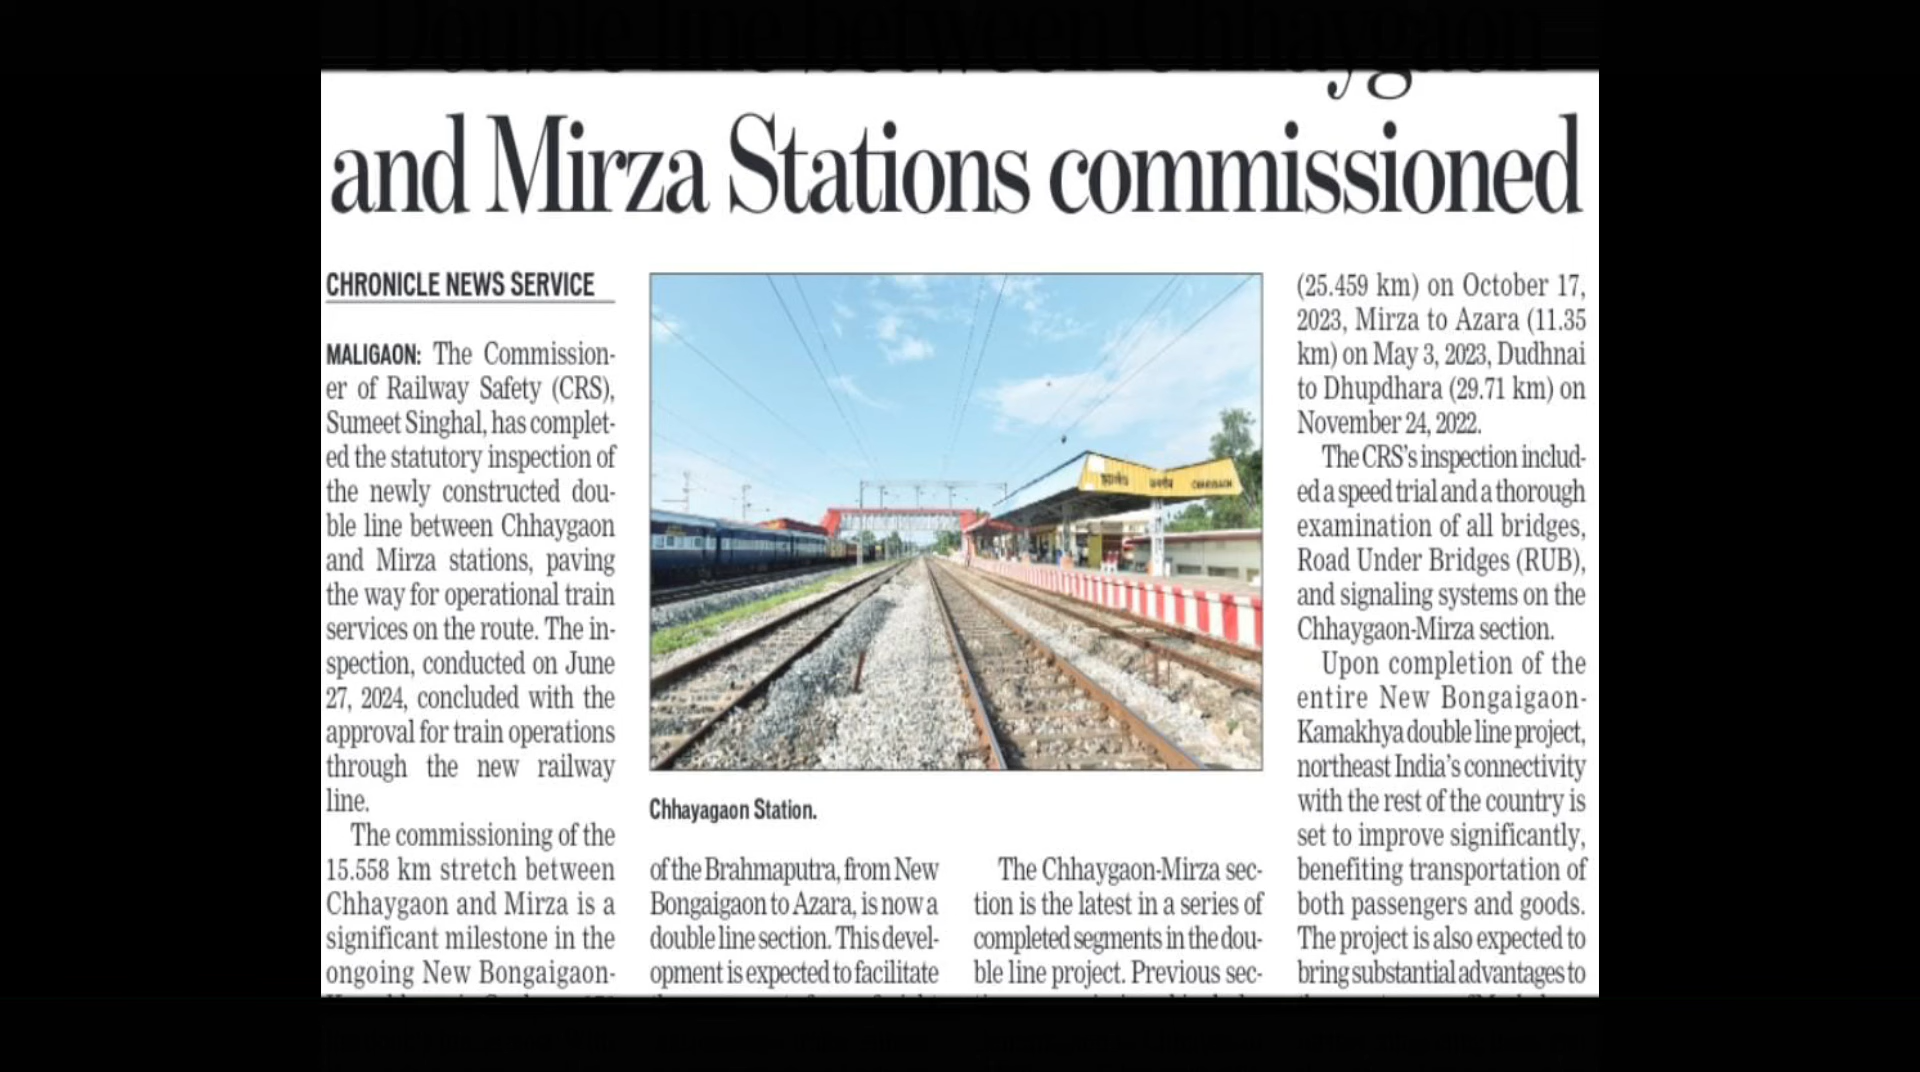 Double line between Chhaygaon
and Mirza Stations commissioned
CHRONICLE NEWS SERVICE
MALIGAON: The Commission-
er of Railway Safety (CRS),
Sumeet Singhal, has complet-
ed the statutory inspection of
the newly constructed dou-
ble line between Chhaygaon
and Mirza stations, paving
the way for operational train
services on the route. The in-
spection, conducted on June
27, 2024, concluded with the
approval for train operations
through the new railway
line.
The commissioning of the
15.558 km stretch between
Chhaygaon and Mirza is a
significant milestone in the
ongoing New Bongaigaon-
CHHAYGAON
Chhayagaon Station.
of the Brahmaputra, from New
Bongaigaon to Azara, is now a
double line section. This devel-
opment is expected to facilitate
The Chhaygaon-Mirza sec-
tion is the latest in a series of
completed segments in the dou-
ble line project. Previous sec-
(25.459 km) on October 17,
2023, Mirza to Azara (11.35
km) on May 3, 2023, Dudhnai
to Dhupdhara (29.71 km) on
November 24, 2022.
The CRS's inspection includ-
ed a speed trial and a thorough
examination of all bridges,
Road Under Bridges (RUB),
and signaling systems on the
Chhaygaon-Mirza section.
Upon completion of the
entire New Bongaigaon-
Kamakhya double line project,
northeast India's connectivity
with the rest of the country is
set to improve significantly,
benefiting transportation of
both passengers and goods.
The project is also expected to
bring substantial advantages to